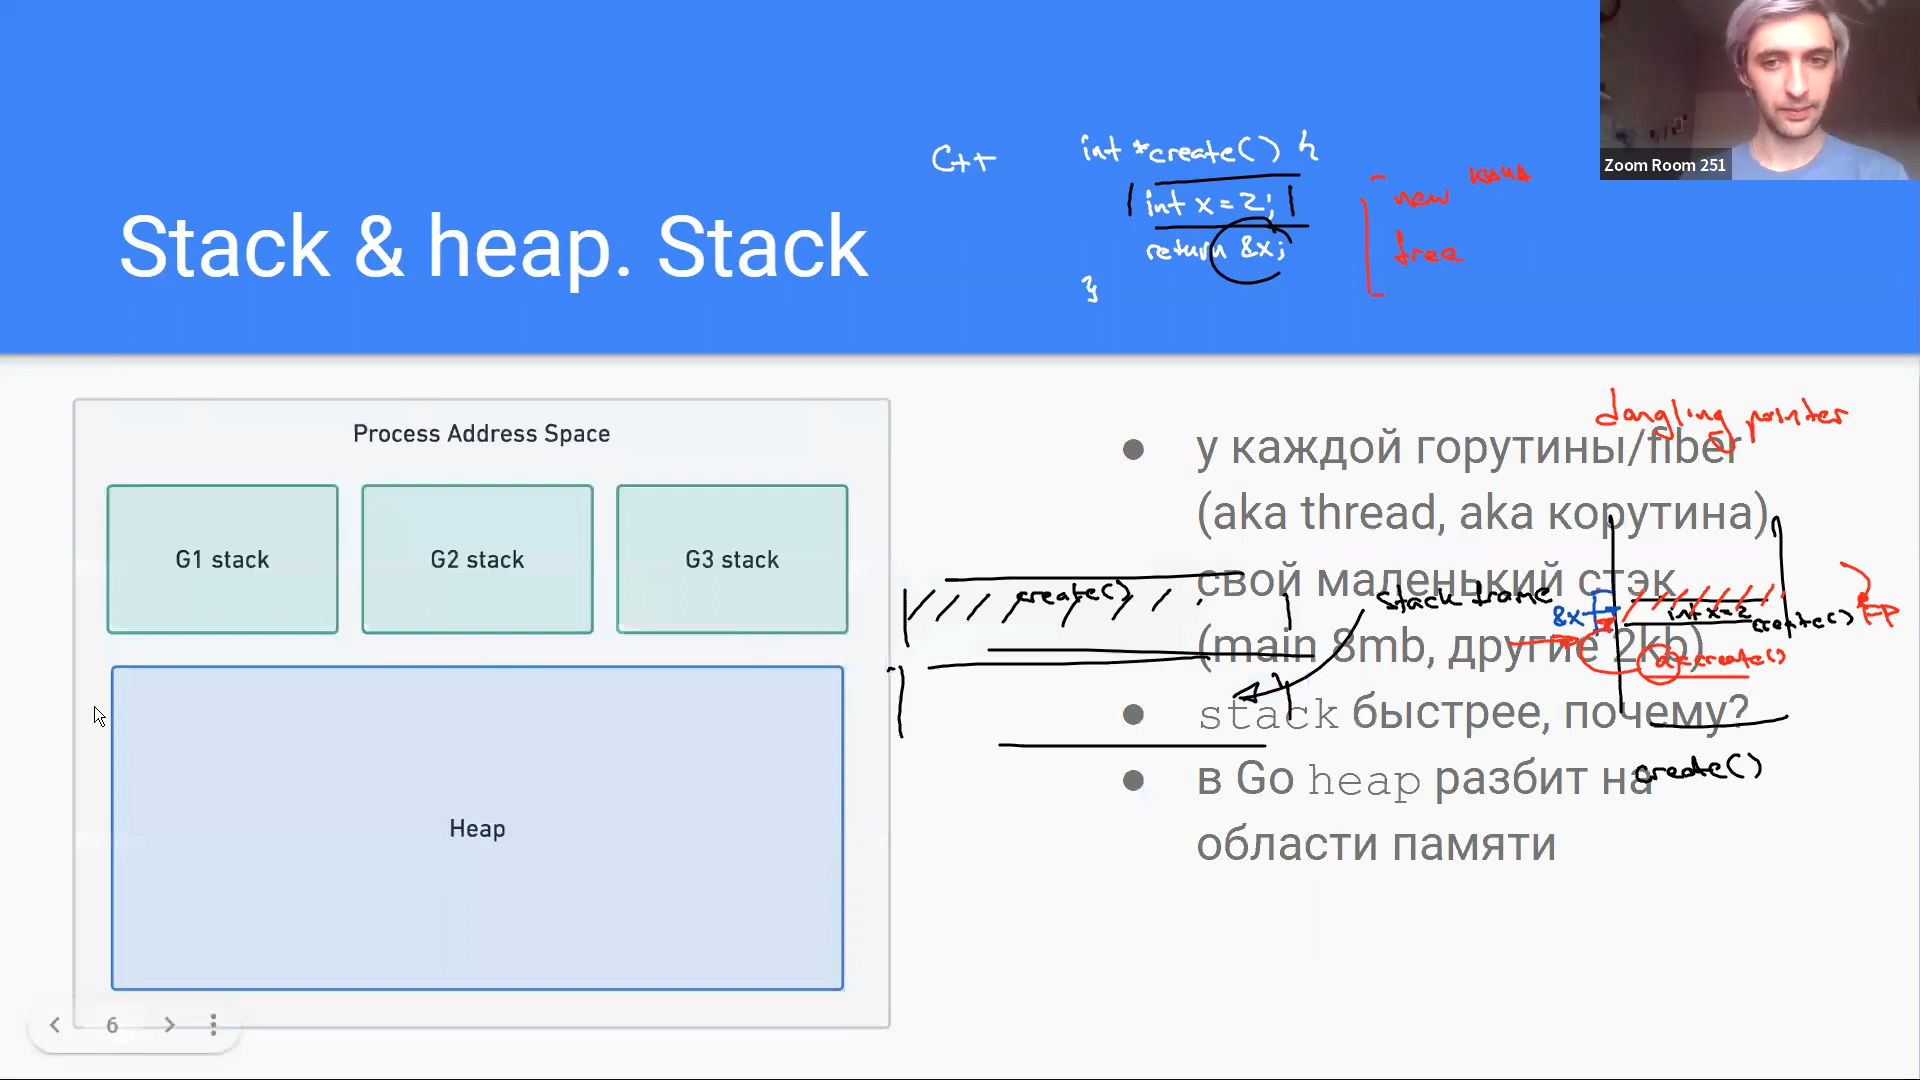 Zoom Room 251
C++
int *create() {
int x = 2;
return &x;
}
new
free
Stack & heap. Stack
Process Address Space
G1 stack
G2 stack
G3 stack
Heap
dangling pointer
● у каждой горутины/fiber
(aka thread, aka корутина)
свой маленький стэк
(main 8mb, другие 2kb)
● stack быстрее, почему?
● в Go heap разбит на
области памяти
create()
stack frame
&x
int x=2
create()
FP
a=create()
create()
6